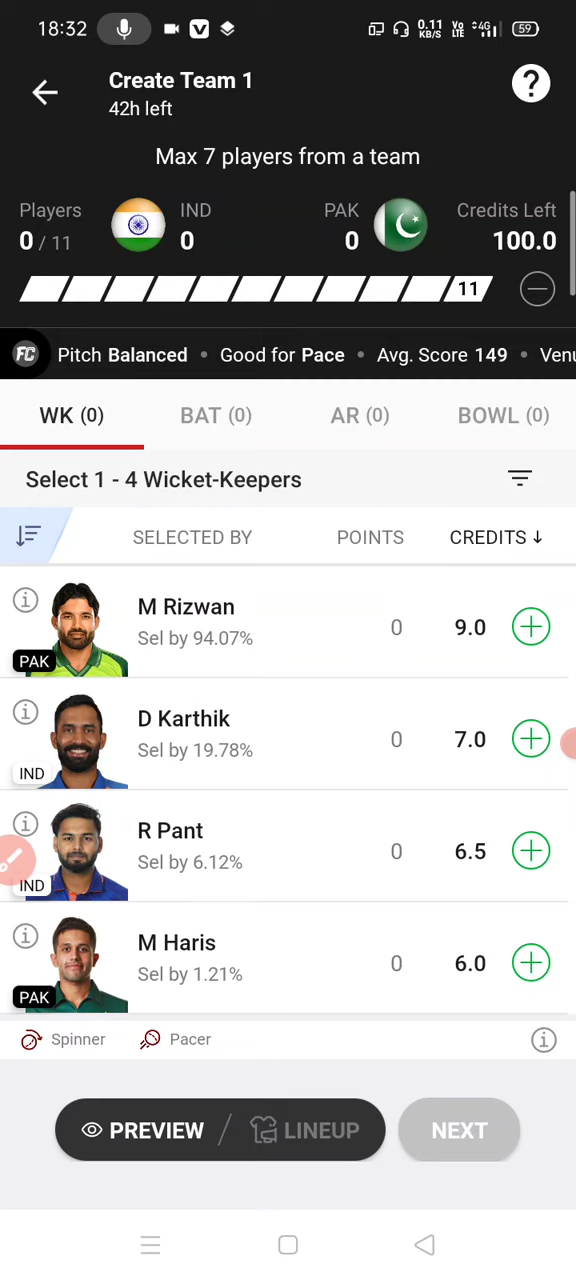 18:32 0.11 KB/S Vo LTE 4G 59
Create Team 1
42h left
?
Max 7 players from a team
Players IND PAK Credits Left
0 / 11 0 0 100.0
11
FC Pitch Balanced • Good for Pace • Avg. Score 149 • Venu
WK (0) BAT (0) AR (0) BOWL (0)
Select 1 - 4 Wicket-Keepers
SELECTED BY POINTS CREDITS ↓
M Rizwan
Sel by 94.07%
0 9.0
PAK
D Karthik
Sel by 19.78%
0 7.0
IND
R Pant
Sel by 6.12%
0 6.5
IND
M Haris
Sel by 1.21%
0 6.0
PAK
Spinner Pacer
PREVIEW / LINEUP NEXT